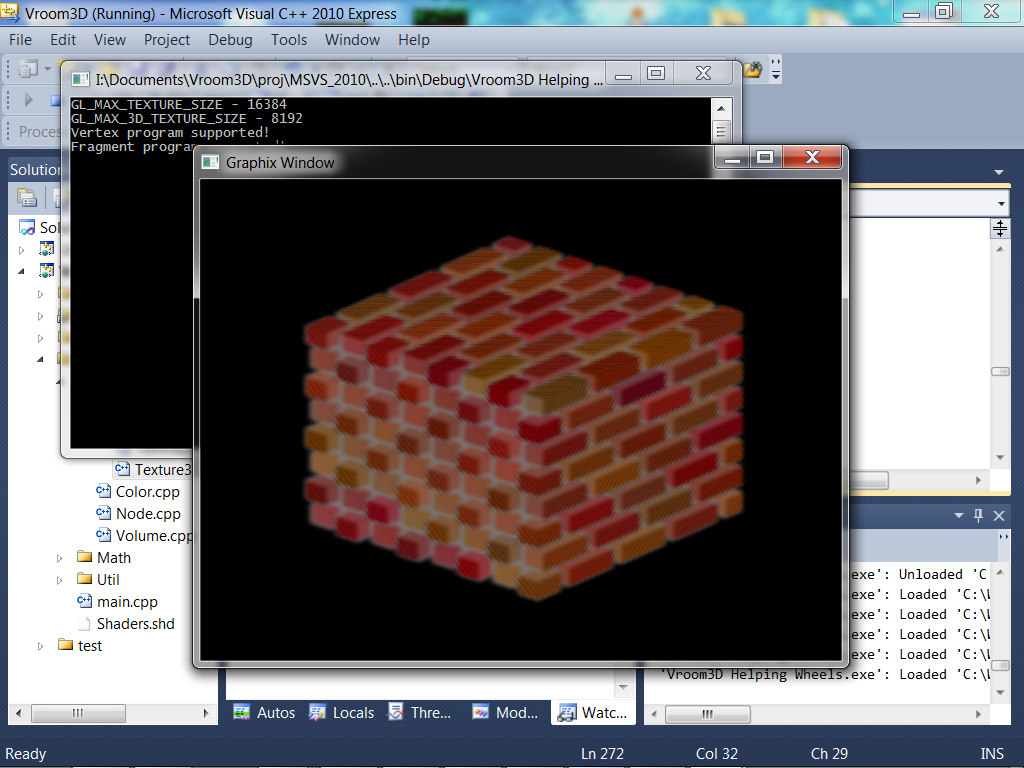 Vroom3D (Running) - Microsoft Visual C++ 2010 Express
File Edit View Project Debug Tools Window Help
I:\Documents\Vroom3D\proj\MSVS_2010\..\..\bin\Debug\Vroom3D Helping ...
GL_MAX_TEXTURE_SIZE - 16384
GL_MAX_3D_TEXTURE_SIZE - 8192
Vertex program supported!
Fragment program
Proces
Graphix Window
Solution
Sol
Texture3
Color.cpp
Node.cpp
Volume.cpp
Math
Util
main.cpp
Shaders.shd
test
exe': Unloaded 'C
exe': Loaded 'C:\W
exe': Loaded 'C:\W
exe': Loaded 'C:\W
exe': Loaded 'C:\W
'Vroom3D Helping Wheels.exe': Loaded 'C:\W
Autos Locals Thre... Mod... Watc...
Ready Ln 272 Col 32 Ch 29 INS